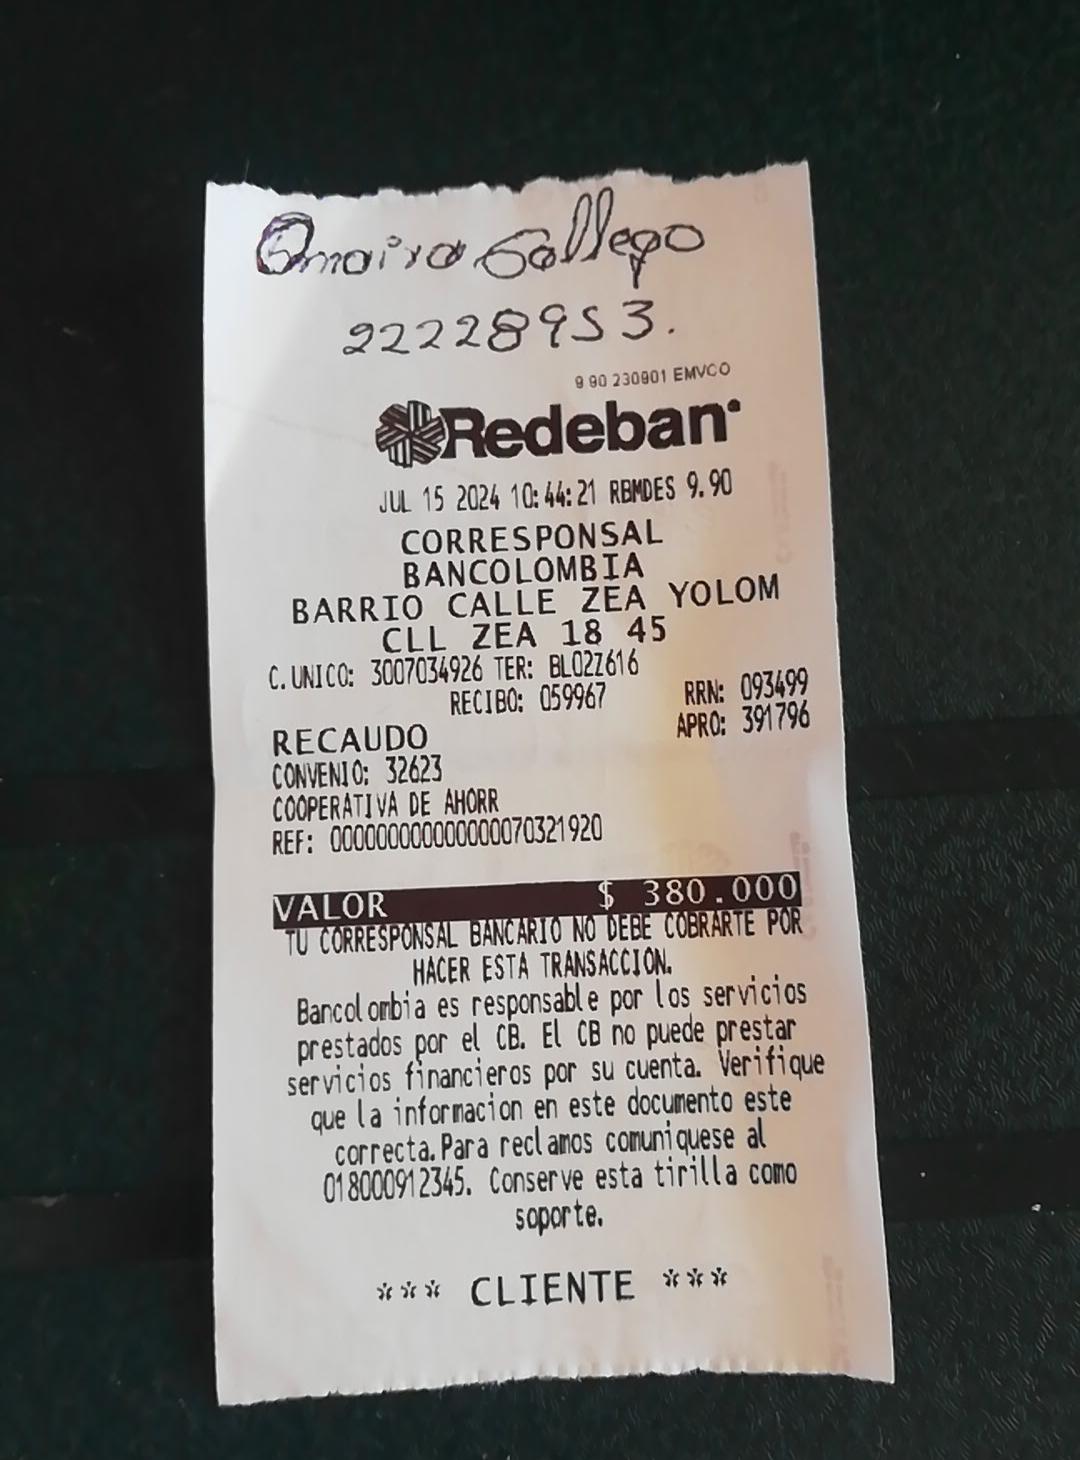 Omaira Gallego
22228953.
9 90 230901 EMVCO
Redeban
JUL 15 2024 10:44:21 RBMDES 9.90
CORRESPONSAL
BANCOLOMBIA
BARRIO CALLE ZEA YOLOM
CLL ZEA 18 45
C.UNICO: 3007034926 TER: BL02Z616
RECIBO: 059967 RRN: 093499
RECAUDO APRO: 391796
CONVENIO: 32623
COOPERATIVA DE AHORR
REF: 000000000000000070321920
VALOR $ 380.000
TU CORRESPONSAL BANCARIO NO DEBE COBRARTE POR
HACER ESTA TRANSACCION.
Bancolombia es responsable por los servicios
prestados por el CB. El CB no puede prestar
servicios financieros por su cuenta. Verifique
que la informacion en este documento este
correcta.Para reclamos comuniquese al
018000912345. Conserve esta tirilla como
soporte.
*** CLIENTE ***